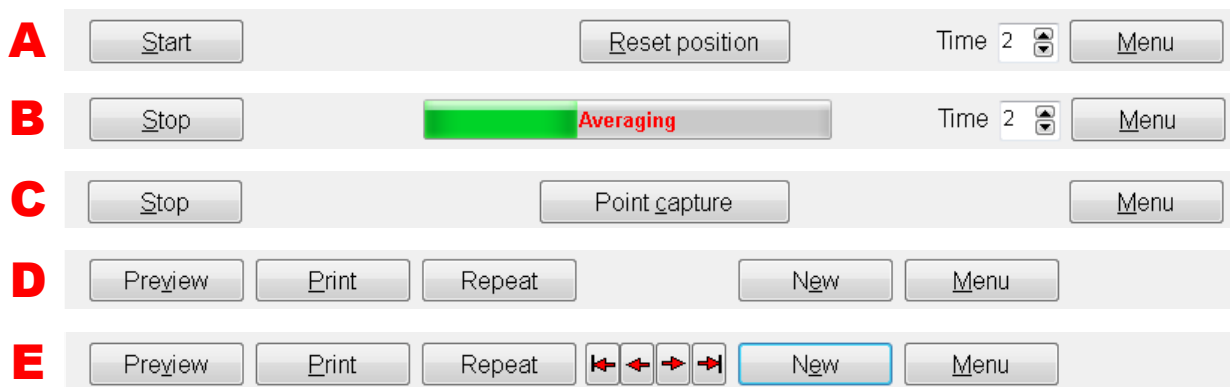 A Start Reset position Time 2 Menu
B Stop Averaging Time 2 Menu
C Stop Point capture Menu
D Preview Print Repeat New Menu
E Preview Print Repeat New Menu